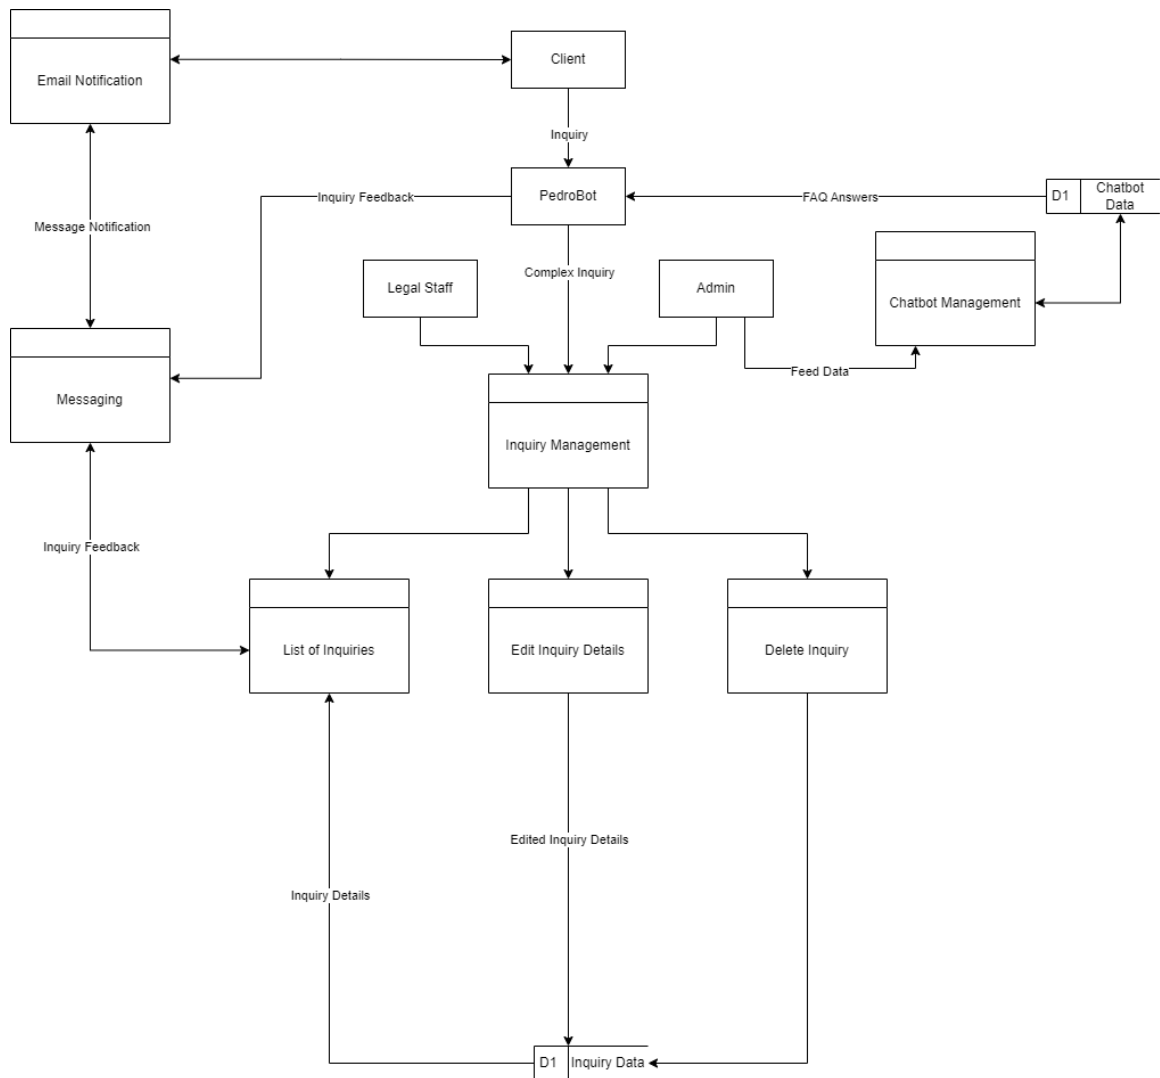 Client
Email Notification
Inquiry
PedroBot
Inquiry Feedback
FAQ Answers
D1
Chatbot
Data
Message Notification
Complex Inquiry
Legal Staff
Admin
Chatbot Management
Feed Data
Messaging
Inquiry Management
Inquiry Feedback
List of Inquiries
Edit Inquiry Details
Delete Inquiry
Edited Inquiry Details
Inquiry Details
D1
Inquiry Data